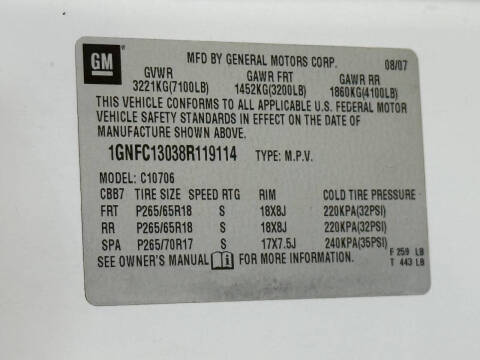 GM
MFD BY GENERAL MOTORS CORP. 08/07
GVWR GAWR FRT GAWR RR
3221KG(7100LB) 1452KG(3200LB) 1860KG(4100LB)
THIS VEHICLE CONFORMS TO ALL APPLICABLE U.S. FEDERAL MOTOR
VEHICLE SAFETY STANDARDS IN EFFECT ON THE DATE OF
MANUFACTURE SHOWN ABOVE.
1GNFC13038R119114 TYPE: M.P.V.
MODEL: C10706
CBB7 TIRE SIZE SPEED RTG RIM COLD TIRE PRESSURE
FRT P265/65R18 S 18X8J 220KPA(32PSI)
RR P265/65R18 S 18X8J 220KPA(32PSI)
SPA P265/70R17 S 17X7.5J 240KPA(35PSI)
SEE OWNER'S MANUAL FOR MORE INFORMATION.
F 259 LB
T 443 LB